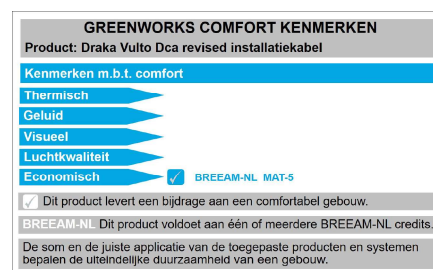 GREENWORKS COMFORT KENMERKEN
Product: Draka Vulto Dca revised installatiekabel
Kenmerken m.b.t. comfort
Thermisch
Geluid
Visueel
Luchtkwaliteit
Economisch BREEAM-NL MAT-5
Dit product levert een bijdrage aan een comfortabel gebouw.
BREEAM-NL Dit product voldoet aan één of meerdere BREEAM-NL credits.
De som en de juiste applicatie van de toegepaste producten en systemen
bepalen de uiteindelijke duurzaamheid van een gebouw.